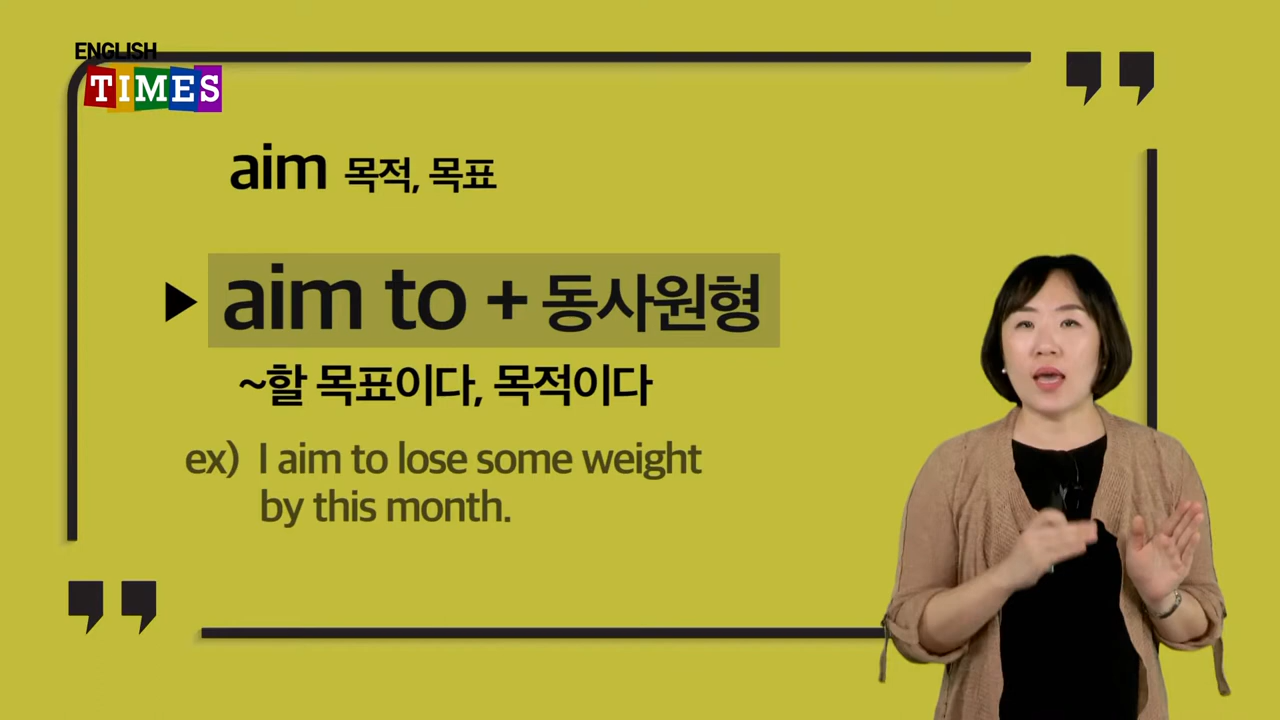 ENGLISH
TIMES
aim 목적, 목표
aim to + 동사원형
~할 목표이다, 목적이다
ex) I aim to lose some weight
by this month.